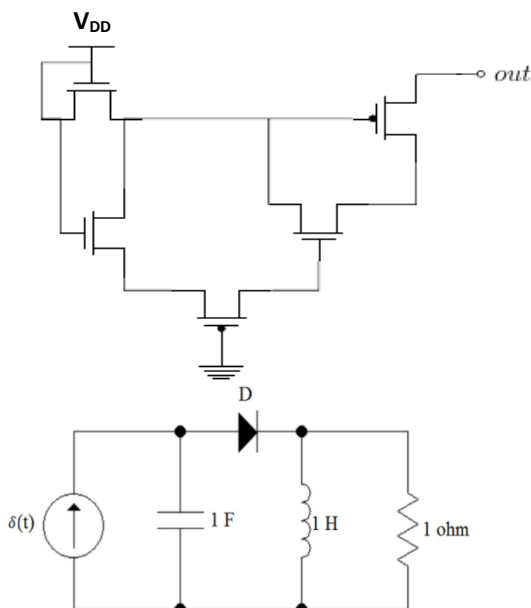 VDD
out
D
δ(t)
1 F
1 H
1 ohm